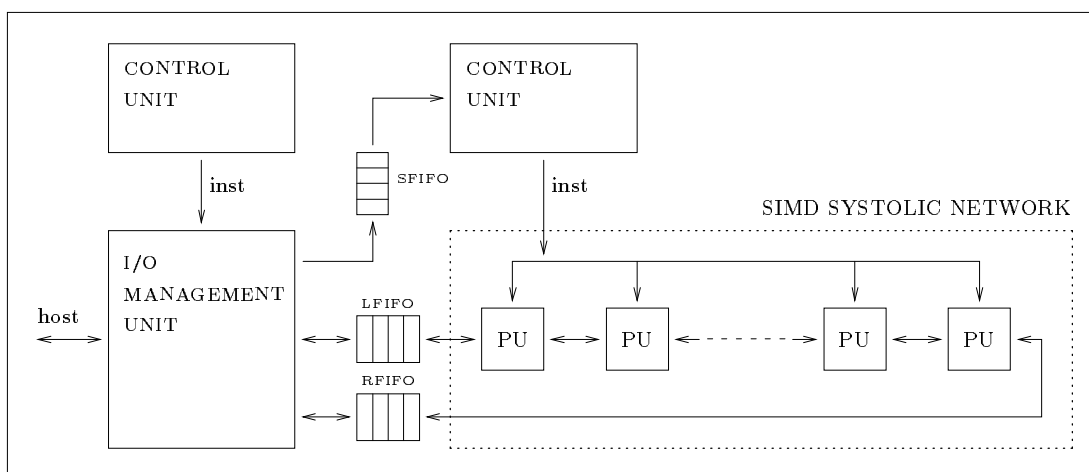 CONTROL
UNIT
CONTROL
UNIT
SFIFO
inst
inst
SIMD SYSTOLIC NETWORK
I/O
MANAGEMENT
UNIT
host
LFIFO
PU
PU
PU
PU
RFIFO